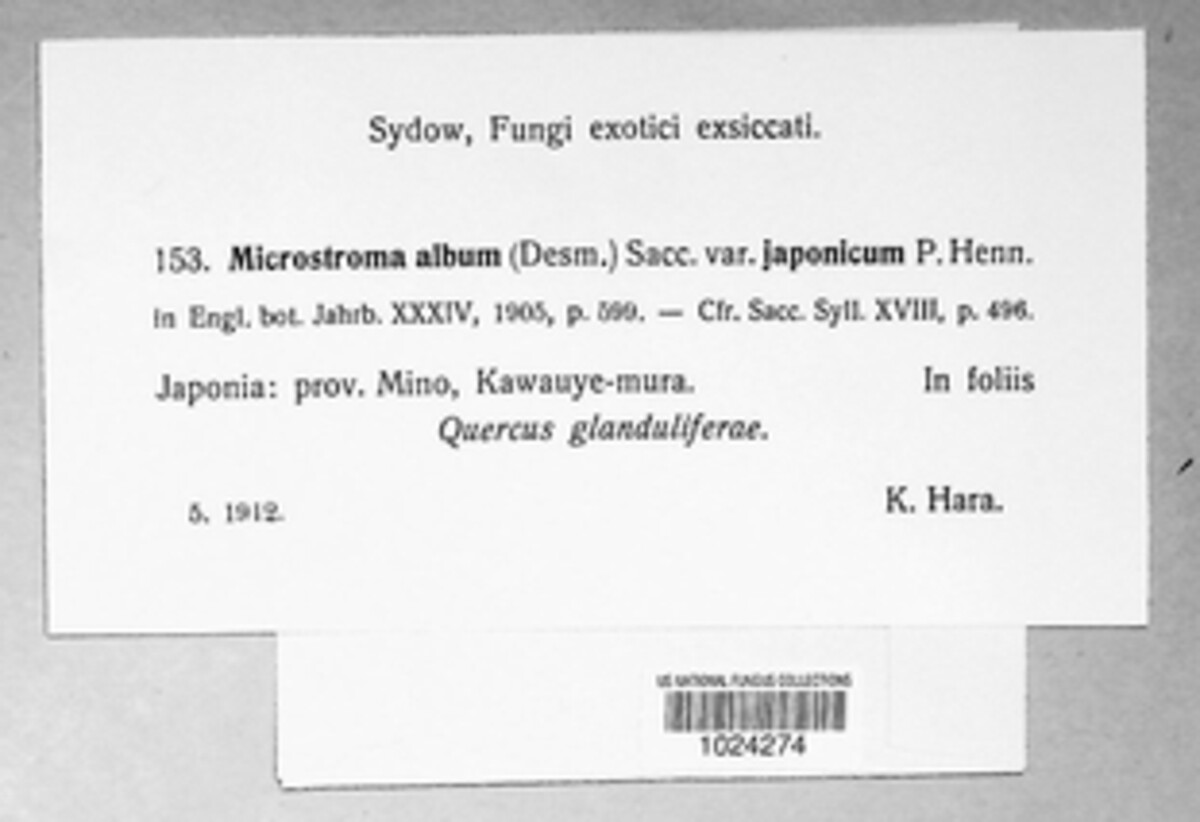 Sydow, Fungi exotici exsiccati.
153. Microstroma album (Desm.) Sacc. var. japonicum P. Henn.
in Engl. bot. Jahrb. XXXIV, 1905, p. 599. — Cfr. Sacc. Syll. XVIII, p. 496.
Japonia: prov. Mino, Kawauye-mura. In foliis
Quercus glanduliferae.
5. 1912. K. Hara.
US NATIONAL FUNGUS COLLECTIONS
1024274